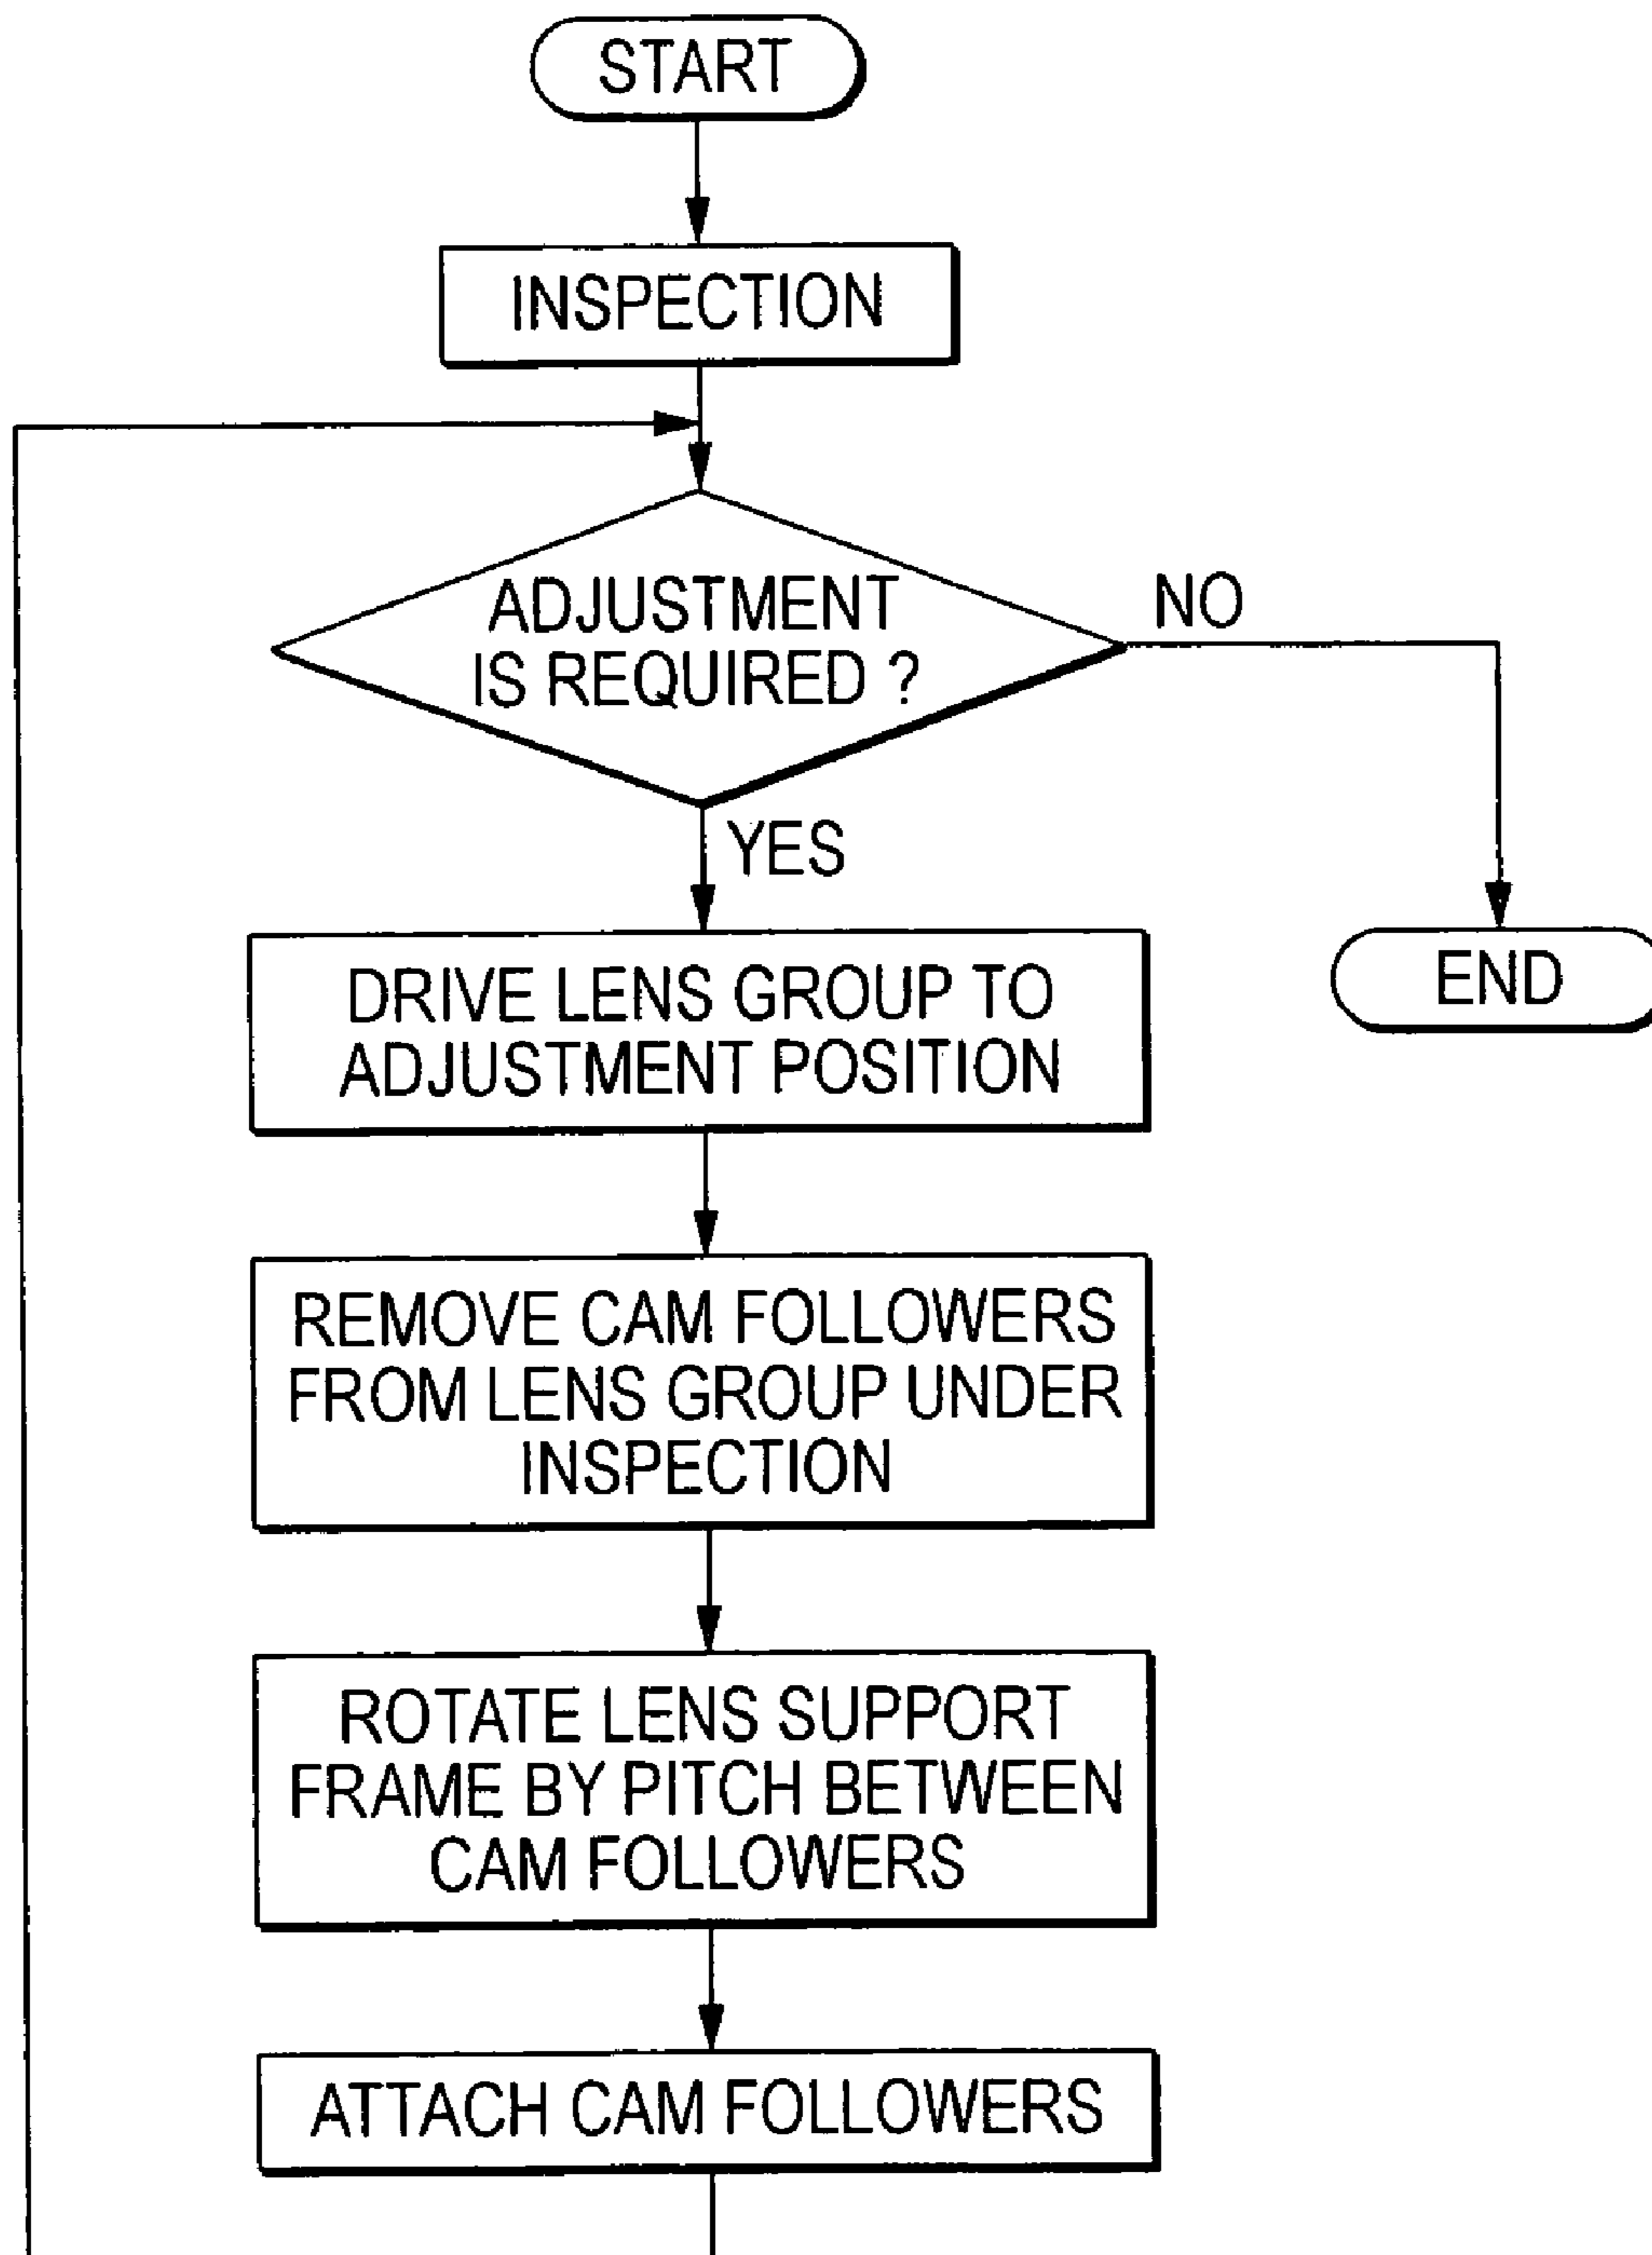 START
INSPECTION
ADJUSTMENT
IS REQUIRED ?
NO
YES
DRIVE LENS GROUP TO
ADJUSTMENT POSITION
END
REMOVE CAM FOLLOWERS
FROM LENS GROUP UNDER
INSPECTION
ROTATE LENS SUPPORT
FRAME BY PITCH BETWEEN
CAM FOLLOWERS
ATTACH CAM FOLLOWERS